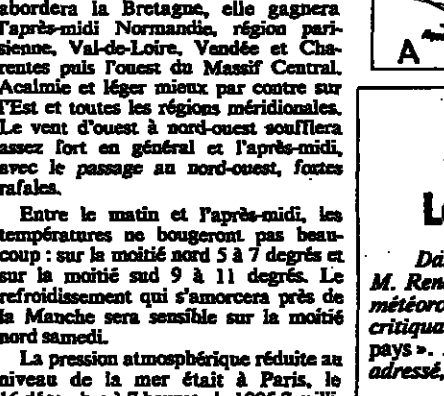 abordera la Bretagne, elle gagnera
l'après-midi Normandie, région pari-
sienne, Val-de-Loire, Vendée et Cha-
rentes puis l'ouest du Massif Central.
Acalmie et léger mieux par contre sur
l'Est et toutes les régions méridionales.
Le vent d'ouest à nord-ouest soufflera
assez fort en général et l'après-midi,
avec le passage au nord-ouest, fortes
rafales.
Entre le matin et l'après-midi, les
températures ne bougeront pas beau-
coup : sur la moitié nord 5 à 7 degrés et
sur la moitié sud 9 à 11 degrés. Le
refroidissement qui s'amorcera près de
la Manche sera sensible sur la moitié
nord samedi.
La pression atmosphérique réduite au
niveau de la mer était à Paris, le
A
M. Ren
météoro
critiqua
pays ».
adressé,